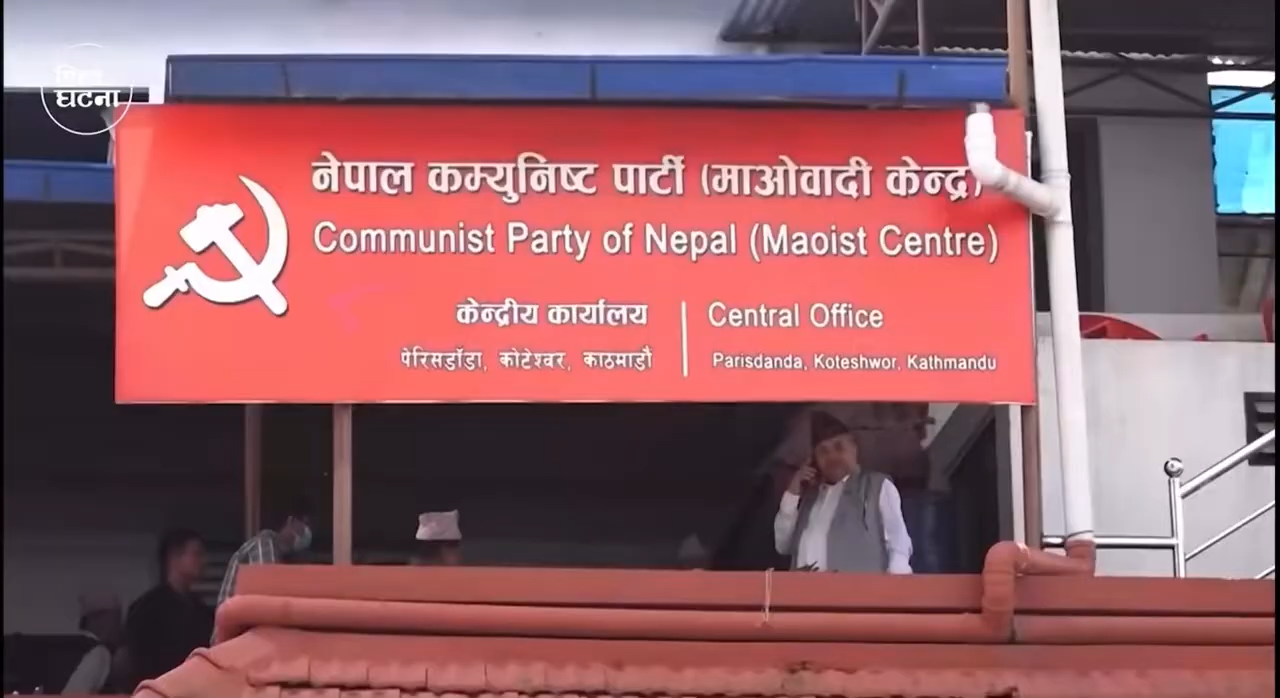 घटना
नेपाल कम्युनिष्ट पार्टी (माओवादी केन्द्र)
Communist Party of Nepal (Maoist Centre)
केन्द्रीय कार्यालय
पेरिसडाँडा, कोटेश्वर, काठमाडौं
Central Office
Parisdanda, Koteshwor, Kathmandu